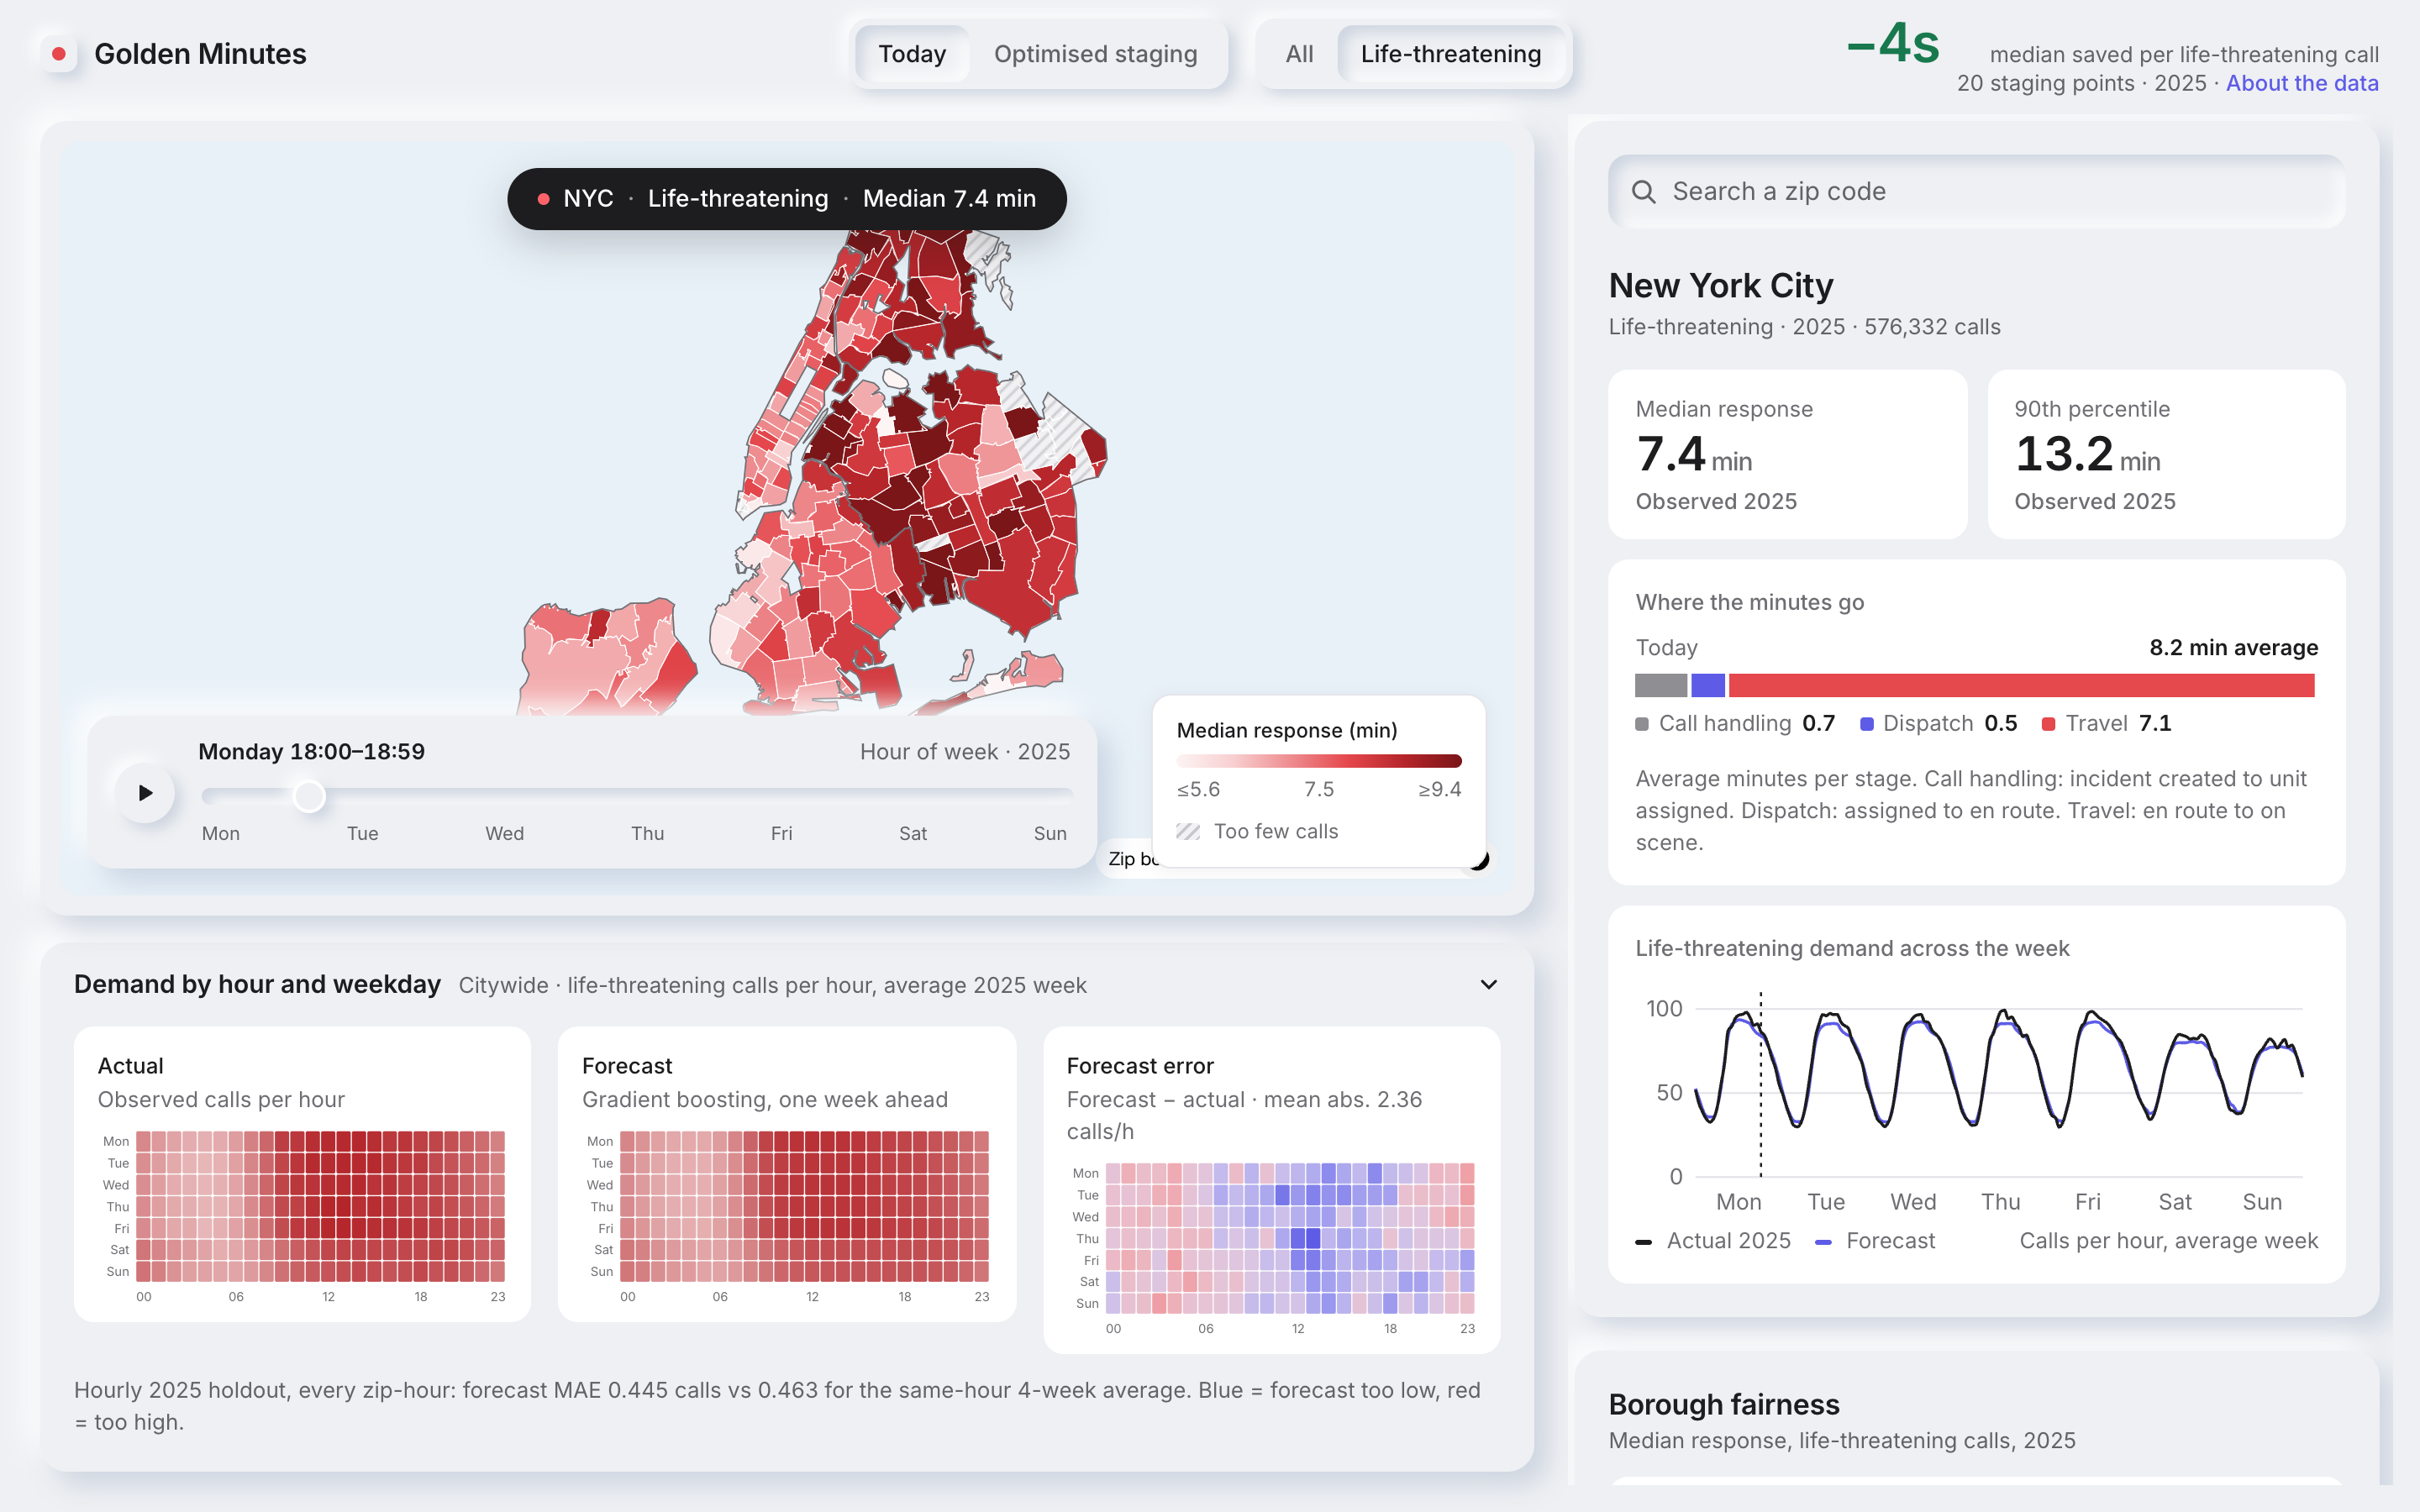 Golden Minutes
Today
Optimised staging
All
Life-threatening
−4s
median saved per life-threatening call
20 staging points · 2025 · About the data
NYC · Life-threatening · Median 7.4 min
Monday 18:00–18:59
Hour of week · 2025
Mon
Tue
Wed
Thu
Fri
Sat
Sun
Median response (min)
≤5.6
7.5
≥9.4
Too few calls
Zip
Demand by hour and weekday
Citywide · life-threatening calls per hour, average 2025 week
Actual
Observed calls per hour
Mon
Tue
Wed
Thu
Fri
Sat
Sun
00
06
12
18
23
Forecast
Gradient boosting, one week ahead
Mon
Tue
Wed
Thu
Fri
Sat
Sun
00
06
12
18
23
Forecast error
Forecast − actual · mean abs. 2.36
calls/h
Mon
Tue
Wed
Thu
Fri
Sat
Sun
00
06
12
18
23
Hourly 2025 holdout, every zip-hour: forecast MAE 0.445 calls vs 0.463 for the same-hour 4-week average. Blue = forecast too low, red
= too high.
Search a zip code
New York City
Life-threatening · 2025 · 576,332 calls
Median response
7.4 min
Observed 2025
90th percentile
13.2 min
Observed 2025
Where the minutes go
Today
8.2 min average
Call handling 0.7
Dispatch 0.5
Travel 7.1
Average minutes per stage. Call handling: incident created to unit
assigned. Dispatch: assigned to en route. Travel: en route to on
scene.
Life-threatening demand across the week
100
50
0
Mon
Tue
Wed
Thu
Fri
Sat
Sun
Actual 2025
Forecast
Calls per hour, average week
Borough fairness
Median response, life-threatening calls, 2025